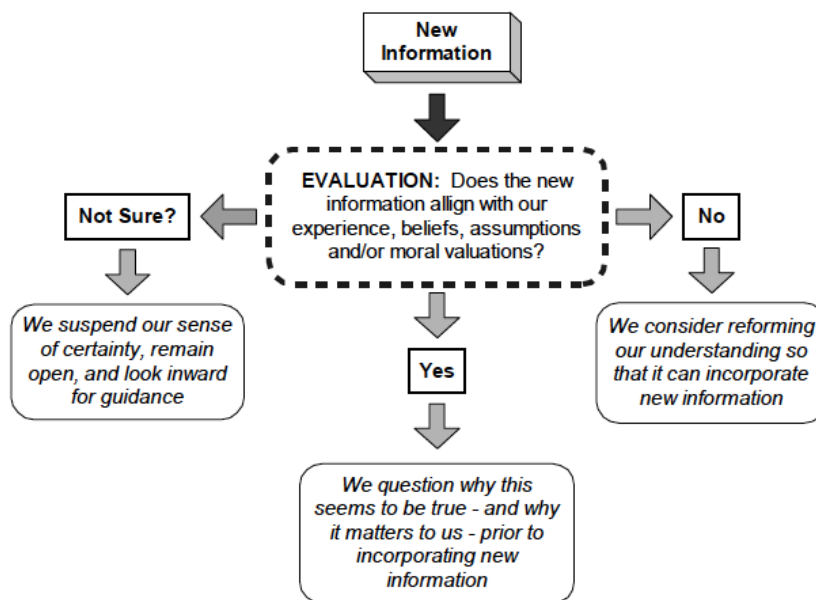 New
Information
EVALUATION: Does the new
information allign with our
experience, beliefs, assumptions
and/or moral valuations?
Not Sure?
No
We suspend our sense
of certainty, remain
open, and look inward
for guidance
Yes
We consider reforming
our understanding so
that it can incorporate
new information
We question why this
seems to be true - and why
it matters to us - prior to
incorporating new
information